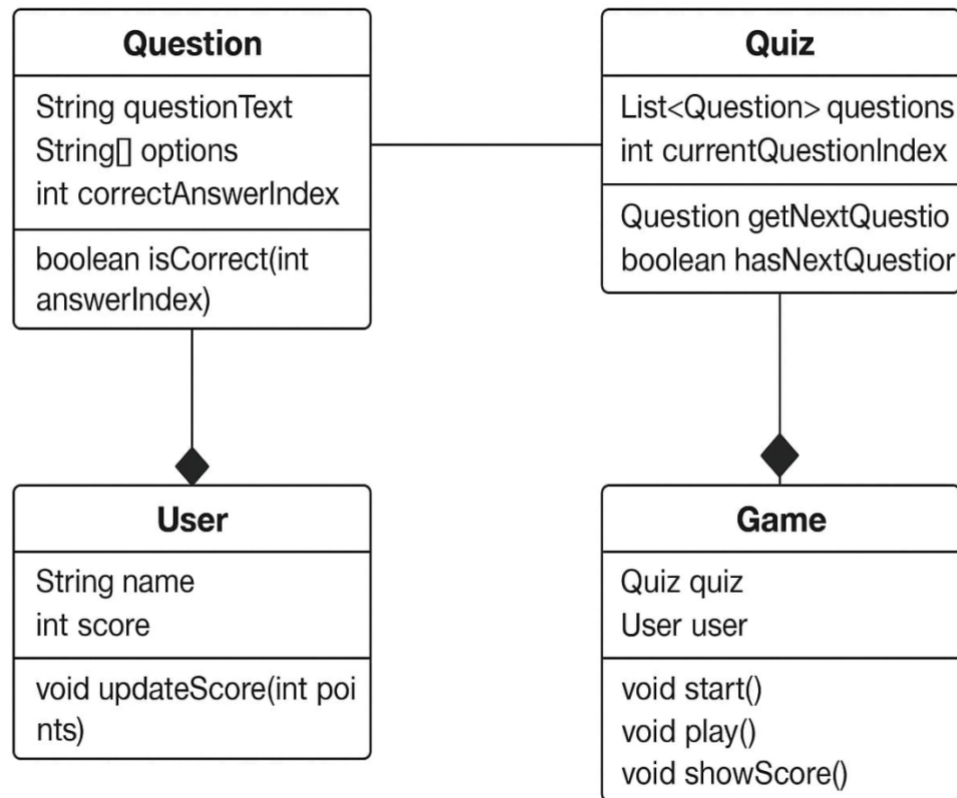 Question
String questionText
String[] options
int correctAnswerIndex
boolean isCorrect(int
answerIndex)
Quiz
List<Question> questions
int currentQuestionIndex
Question getNextQuestio
boolean hasNextQuestior
User
String name
int score
void updateScore(int poi
nts)
Game
Quiz quiz
User user
void start()
void play()
void showScore()